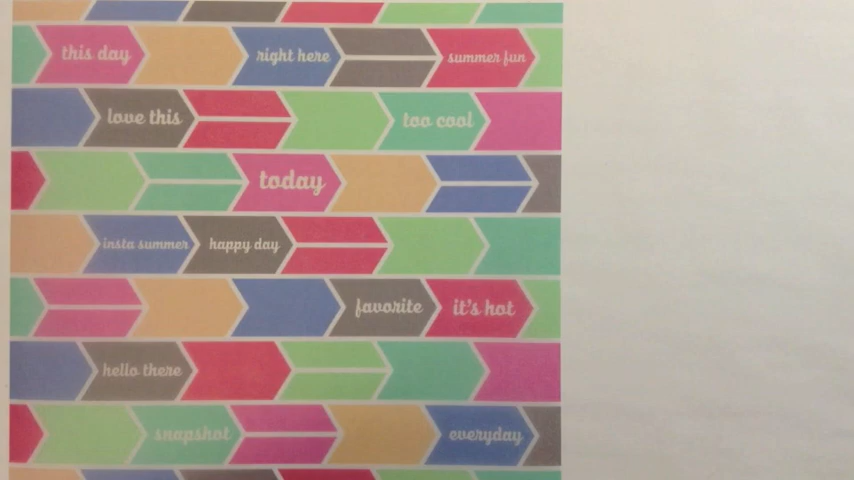 this day right here summer fun
love this too cool
today
insta summer happy day
favorite it's hot
hello there
snapshot everyday